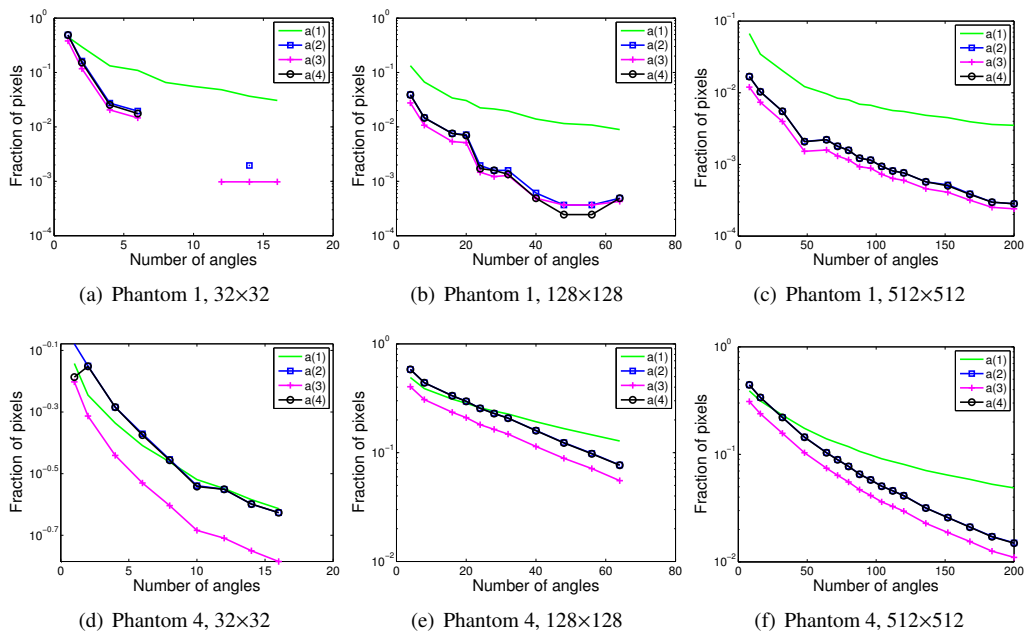 10^0
10^-1
10^-2
10^-3
10^-4
Fraction of pixels
0 5 10 15 20
Number of angles
a(1)
a(2)
a(3)
a(4)
(a) Phantom 1, 32×32
10^0
10^-1
10^-2
10^-3
10^-4
Fraction of pixels
0 20 40 60 80
Number of angles
a(1)
a(2)
a(3)
a(4)
(b) Phantom 1, 128×128
10^-1
10^-2
10^-3
10^-4
Fraction of pixels
0 50 100 150 200
Number of angles
a(1)
a(2)
a(3)
a(4)
(c) Phantom 1, 512×512
10^-0.1
10^-0.3
10^-0.5
10^-0.7
Fraction of pixels
0 5 10 15
Number of angles
a(1)
a(2)
a(3)
a(4)
(d) Phantom 4, 32×32
10^0
10^-1
10^-2
Fraction of pixels
0 20 40 60 80
Number of angles
a(1)
a(2)
a(3)
a(4)
(e) Phantom 4, 128×128
10^0
10^-1
10^-2
Fraction of pixels
0 50 100 150 200
Number of angles
a(1)
a(2)
a(3)
a(4)
(f) Phantom 4, 512×512